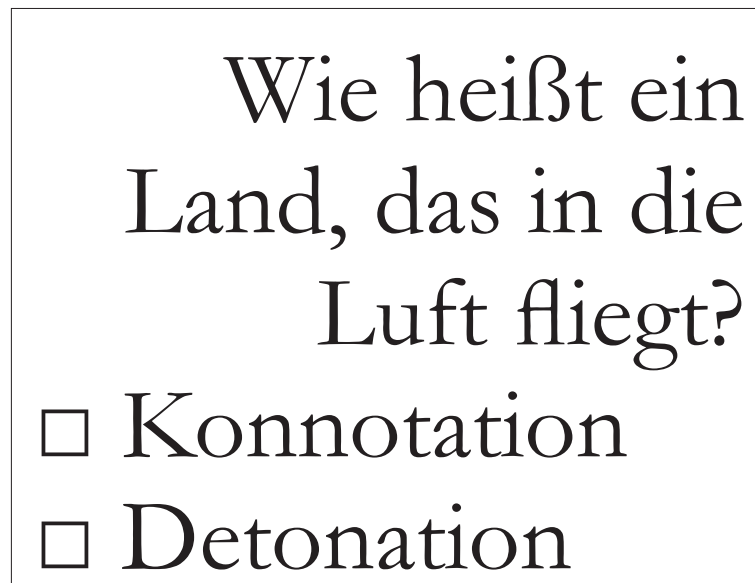 Wie heißt ein
Land, das in die
Luft fliegt?
☐ Konnotation
☐ Detonation